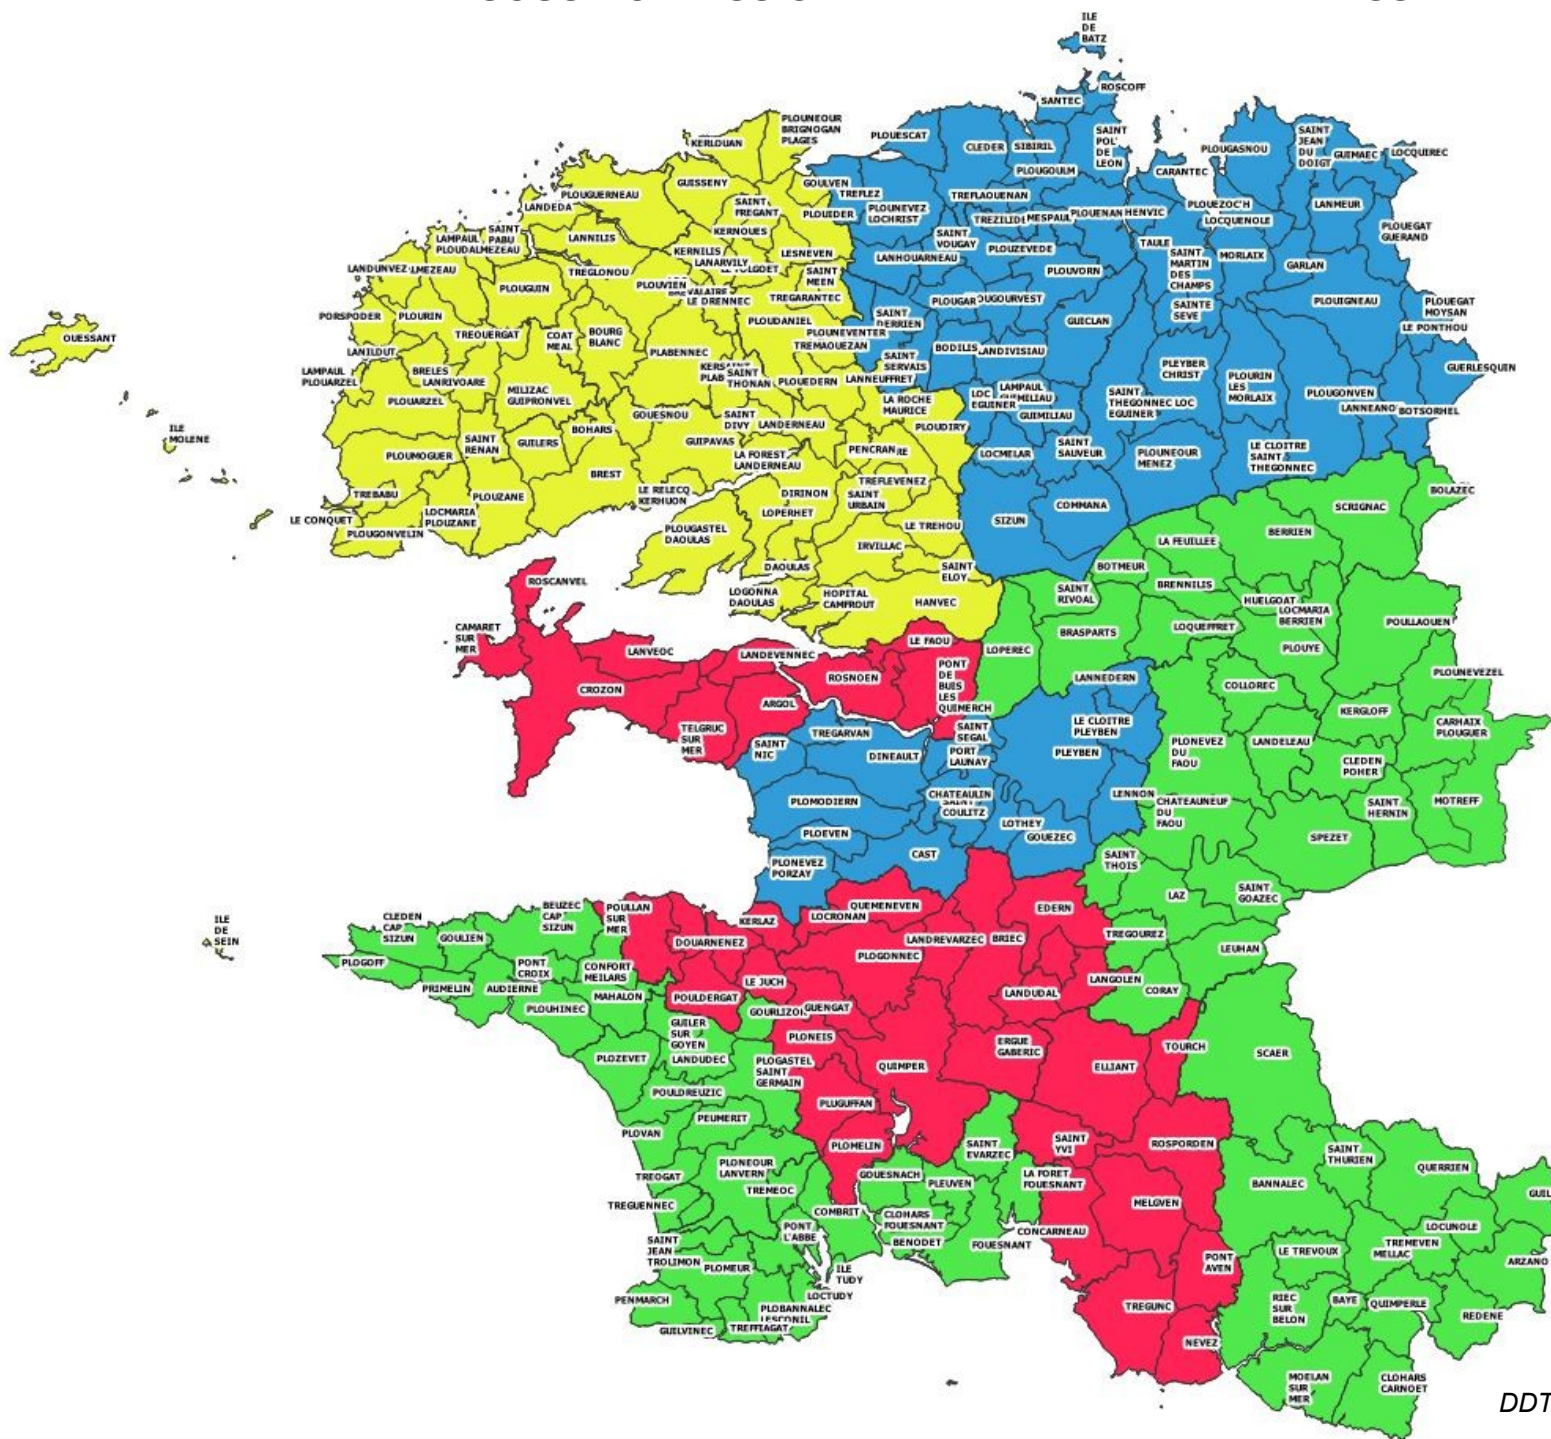 ILE
DE
BATZ
ROSCOFF
SANTEC
PLOUNEOUR
BRIGNOGAN
PLAGES
KERLOUAN
PLOUESCAT
CLEDER
SIBIRIL
SAINT
POL
DE
LEON
PLOUGASNOU
SAINT
JEAN
DU
DOIGT
GUIMAEC
LOCQUIREC
PLOUGOULM
CARANTEC
GUISSENY
GOULVEN
TREFLEZ
PLOUGUERNEAU
LANDEDA
SAINT
FREGANT
PLOUIDER
PLOUNEVEZ
LOCHRIST
TREFLAOUENAN
TREZILIDE
MESPAUL
PLOUENAN
HENVIC
PLOUEZOC'H
LOCQUENOLE
LANMEUR
PLOUEGAT
GUERAND
LAMPAUL
PLOUDALMEZEAU
SAINT
PABU
LANNILIS
KERNOUES
KERNILIS
LANARVILY
LESNEVEN
SAINT
VOUGAY
PLOUZEVEDE
TAULE
SAINT
MARTIN
DES
CHAMPS
MORLAIX
GARLAN
LANDUNVEZ
TREGLONOU
PLOUVIEN
LE DRENNEC
SAINT
MEEN
LANHOUARNEAU
PLOUVORN
PLOUGUIN
TREGARANTEC
PLOUGAR
SAINTE
SEVE
PLOUIGNEAU
PLOUEGAT
MOYSAN
LE PONTHOU
PORSPODER
PLOURIN
TREOUERGAT
COAT
MEAL
BOURG
BLANC
PLOUDANIEL
PLOUNEVENTER
TREMAOUEZAN
SAINT
DERRIEN
GUICLAN
OUESSANT
LANILDUT
PLABENNEC
BODILIS
LANDIVISIAU
SAINT
SERVAIS
PLEYBER
CHRIST
PLOURIN
LES
MORLAIX
GUERLESQUIN
LAMPAUL
PLOUARZEL
BRELES
LANRIVOARE
MILIZAC
GUIPRONVEL
SAINT
THONAN
PLOUEDERN
LANNEUFFRET
PLOUARZEL
LA ROCHE
MAURICE
LOC
EGUINER
LAMPAUL
GUIMILIAU
GUIMILIAU
SAINT
THEGONNEC LOC
EGUINER
PLOUGONVEN
LANNEANOU
BOTSORHEL
GOUESNOU
SAINT
DIVY
LANDERNEAU
PLOUDIRY
ILE
MOLENE
PLOUMOGUER
SAINT
RENAN
GUILERS
BOHARS
GUIPAVAS
LA FOREST
LANDERNEAU
PENCRAN
LOCMELAR
SAINT
SAUVEUR
PLOUNEOUR
MENEZ
LE CLOITRE
SAINT
THEGONNEC
BREST
TREBABU
PLOUZANE
LE RELECQ
KERHUON
DIRINON
TREFLEVENEZ
SAINT
URBAIN
BOLAZEC
LE CONQUET
PLOUGONVELIN
LOCMARIA
PLOUZANE
PLOUGASTEL
DAOULAS
LOPERHET
LE TREHOU
SIZUN
COMMANA
SCRIGNAC
IRVILLAC
LA FEUILLEE
BERRIEN
DAOULAS
SAINT
ELOY
BOTMEUR
ROSCANVEL
LOGONNA
DAOULAS
HOPITAL
CAMFROUT
HANVEC
SAINT
RIVOAL
BRENNILIS
HUELGOAT
LOCMARIA
BERRIEN
POULLAOUEN
CAMARET
SUR
MER
LANVEOC
LANDEVENNEC
LE FAOU
LOPEREC
BRASPARTS
LOQUEFFRET
PLOUYE
CROZON
ROSNOEN
PONT
DE
BUIS
LES
QUIMERCH
LANNEDERN
COLLOREC
PLOUNEVEZEL
ARGOL
TELGRUC
SUR
MER
KERGLOFF
CARHAIX
PLOUGUER
SAINT
NIC
TREGARVAN
DINEAULT
SAINT
SEGAL
PORT
LAUNAY
LE CLOITRE
PLEYBEN
PLEYBEN
PLONEVEZ
DU
FAOU
LANDELEAU
CLEDEN
POHER
PLOMODIERN
CHATEAULIN
SAINT
COULITZ
LENNON
CHATEAUNEUF
DU
FAOU
SAINT
HERNIN
MOTREFF
PLOEVEN
LOTHEY
GOUEZEC
SPEZET
PLONEVEZ
PORZAY
CAST
SAINT
THOIS
LAZ
SAINT
GOAZEC
ILE
DE
SEIN
CLEDEN
CAP
SIZUN
GOULIEN
BEUZEC
CAP
SIZUN
POULLAN
SUR
MER
KERLAZ
LOCRONAN
QUEMENEVEN
EDERN
TREGOUREZ
LEUHAN
PLOGOFF
PRIMELIN
AUDIERNE
PONT
CROIX
CONFORT
MEILARS
DOUARNENEZ
PLOGONNEC
LANDREVARZEC
BRIEC
MAHALON
POULDERGAT
LE JUCH
LANDUDAL
LANGOLEN
CORAY
PLOUHINEC
GOURLIZON
GUENGAT
GUILER
SUR
GOYEN
PLONEIS
PLOZEVET
LANDUDEC
PLOGASTEL
SAINT
GERMAIN
QUIMPER
ERGUE
GABERIC
ELLIANT
TOURCH
SCAER
POULDREUZIC
PLUGUFFAN
PEUMERIT
PLOVAN
PLOMELIN
SAINT
EVARZEC
SAINT
YVI
ROSPORDEN
SAINT
THURIEN
QUERRIEN
TREOGAT
PLONEOUR
LANVERN
TREMEOC
GOUESNACH
PLEUVEN
LA FORET
FOUESNANT
BANNALEC
TREGUENNEC
COMBRIT
CLOHARS
FOUESNANT
MELGVEN
GUIL
PONT
L'ABBE
BENODET
FOUESNANT
CONCARNEAU
LOCUNOLE
SAINT
JEAN
TROLIMON
PLOMEUR
ILE
TUDY
PONT
AVEN
LE TREVOUX
TREMEVEN
MELLAC
ARZANO
PENMARCH
LOCTUDY
PLOBANNALEC
LESCONIL
TREGUNC
RIEC
SUR
BELON
BAYE
QUIMPERLE
REDENE
GUILVINEC
TREFFIAGAT
NEVEZ
MOELAN
SUR
MER
CLOHARS
CARNOET
DDT